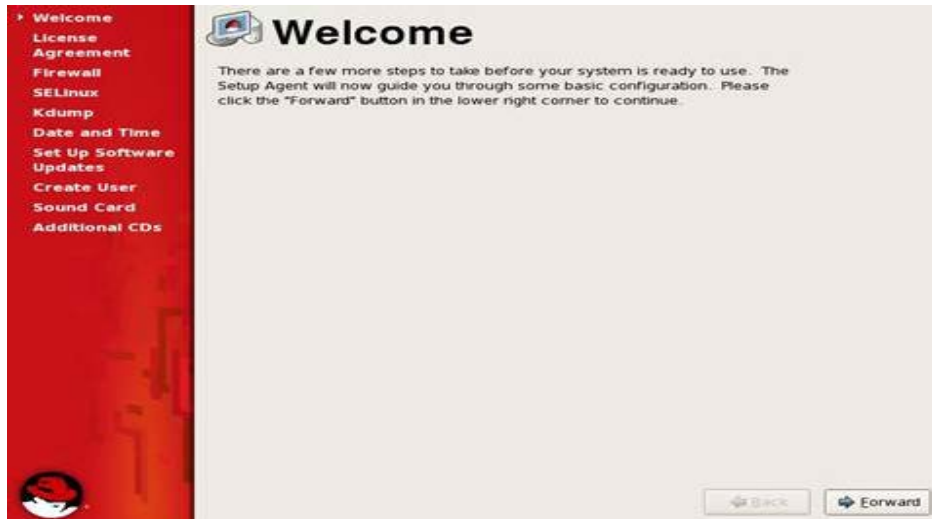 Welcome
License
Agreement
Firewall
SELinux
Kdump
Date and Time
Set Up Software
Updates
Create User
Sound Card
Additional CDs
Welcome
There are a few more steps to take before your system is ready to use. The
Setup Agent will now guide you through some basic configuration. Please
click the "Forward" button in the lower right corner to continue.
Back
Forward